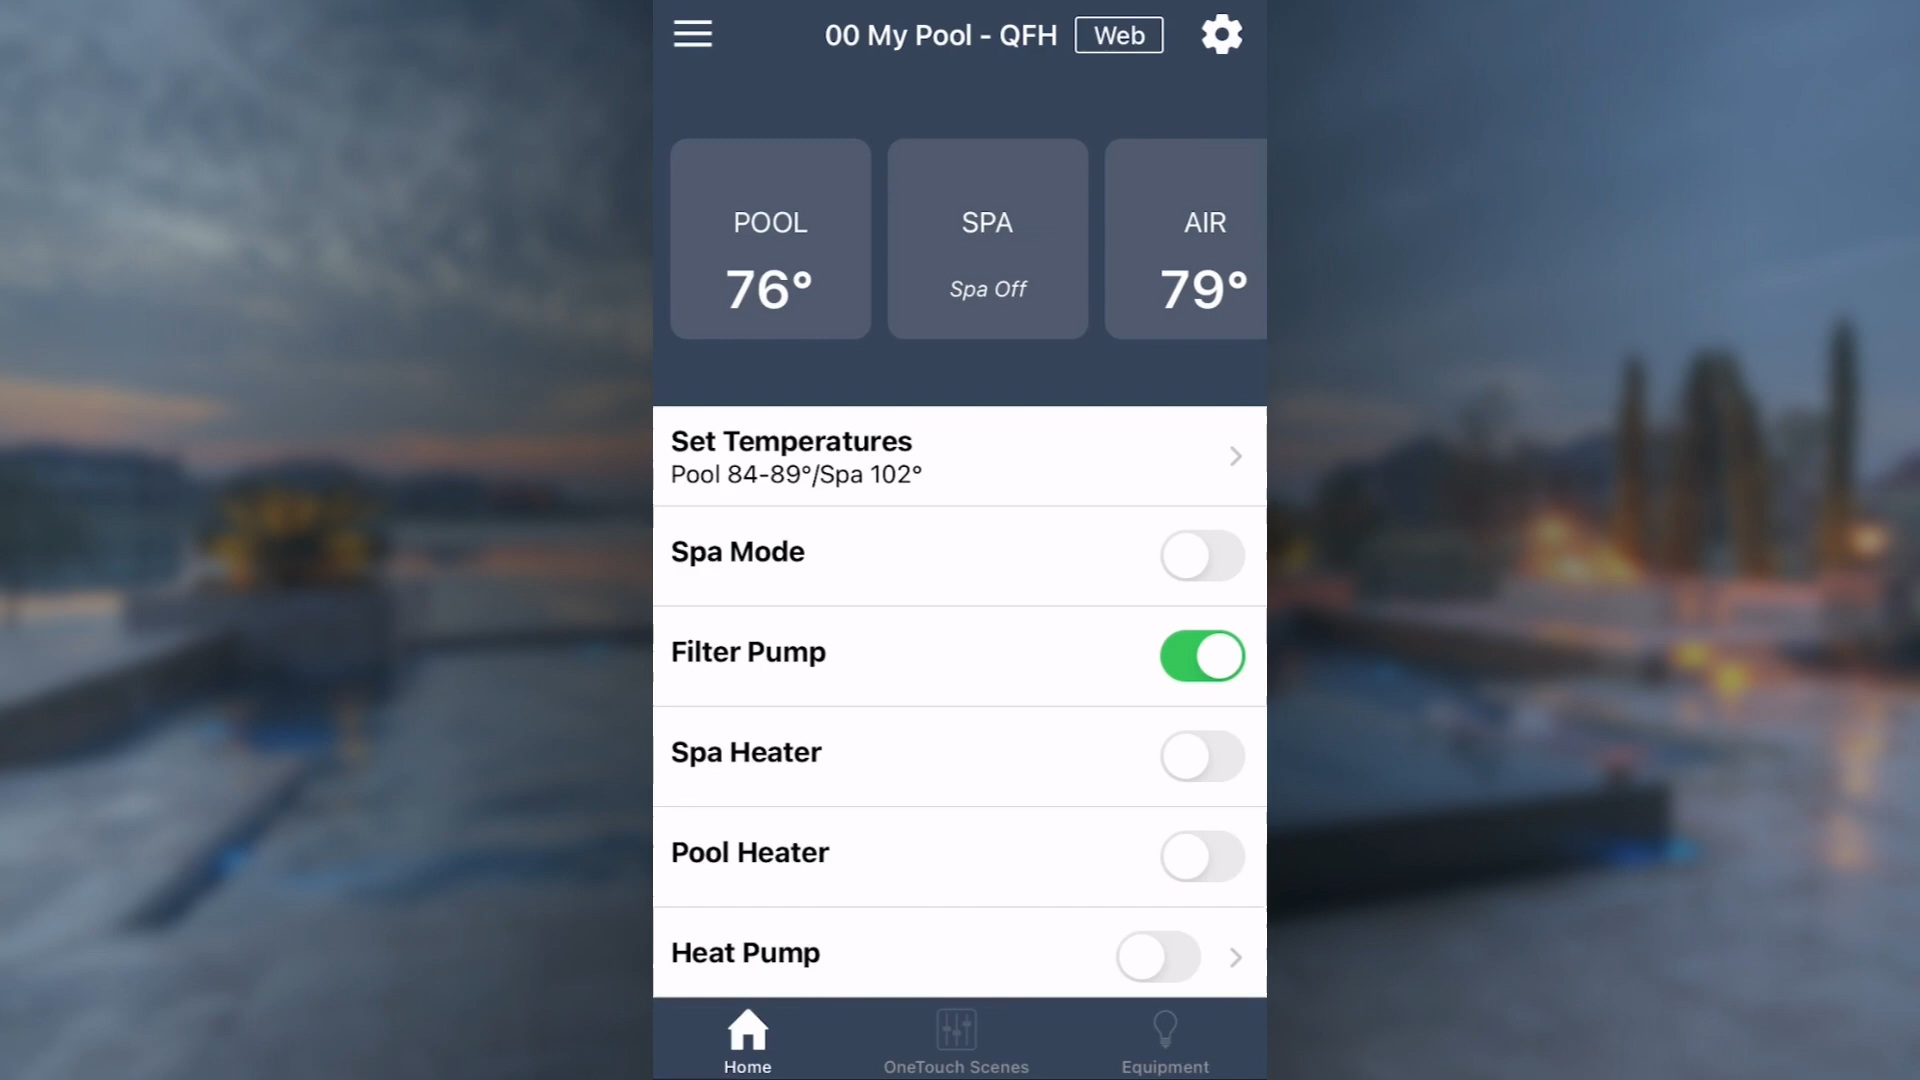 00 My Pool - QFH Web
POOL
76°
SPA
Spa Off
AIR
79°
Set Temperatures
Pool 84-89°/Spa 102°
Spa Mode
Filter Pump
Spa Heater
Pool Heater
Heat Pump
Home
OneTouch Scenes
Equipment